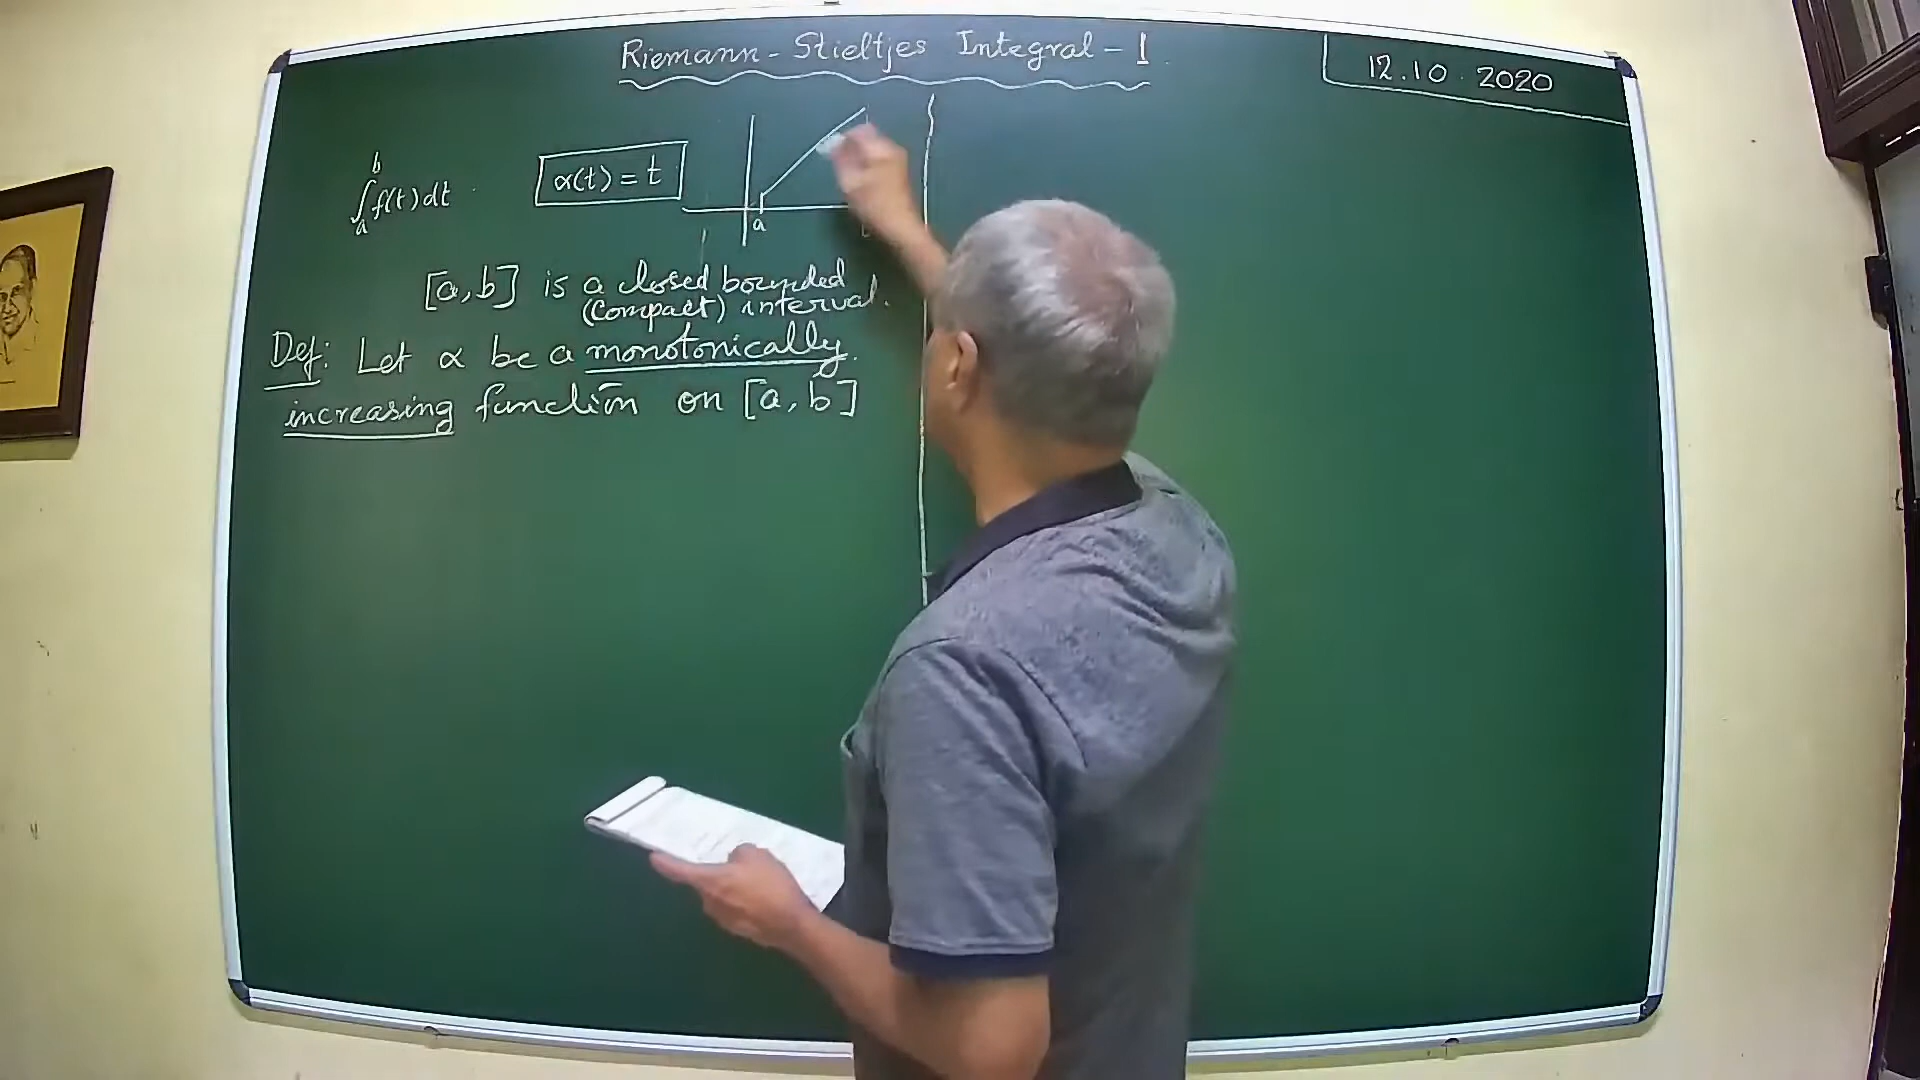 Riemann-Stieltjes Integral - I
12.10.2020
∫_a^b f(t) dt
α(t) = t
a
[a, b] is a closed bounded
(compact) interval.
Def: Let α be a monotonically
increasing function on [a, b]